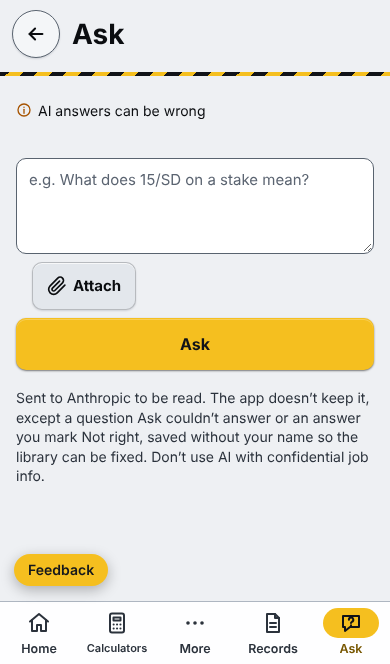 Ask
AI answers can be wrong
e.g. What does 15/SD on a stake mean?
Attach
Ask
Sent to Anthropic to be read. The app doesn’t keep it,
except a question Ask couldn’t answer or an answer
you mark Not right, saved without your name so the
library can be fixed. Don’t use AI with confidential job
info.
Feedback
Home
Calculators
More
Records
Ask